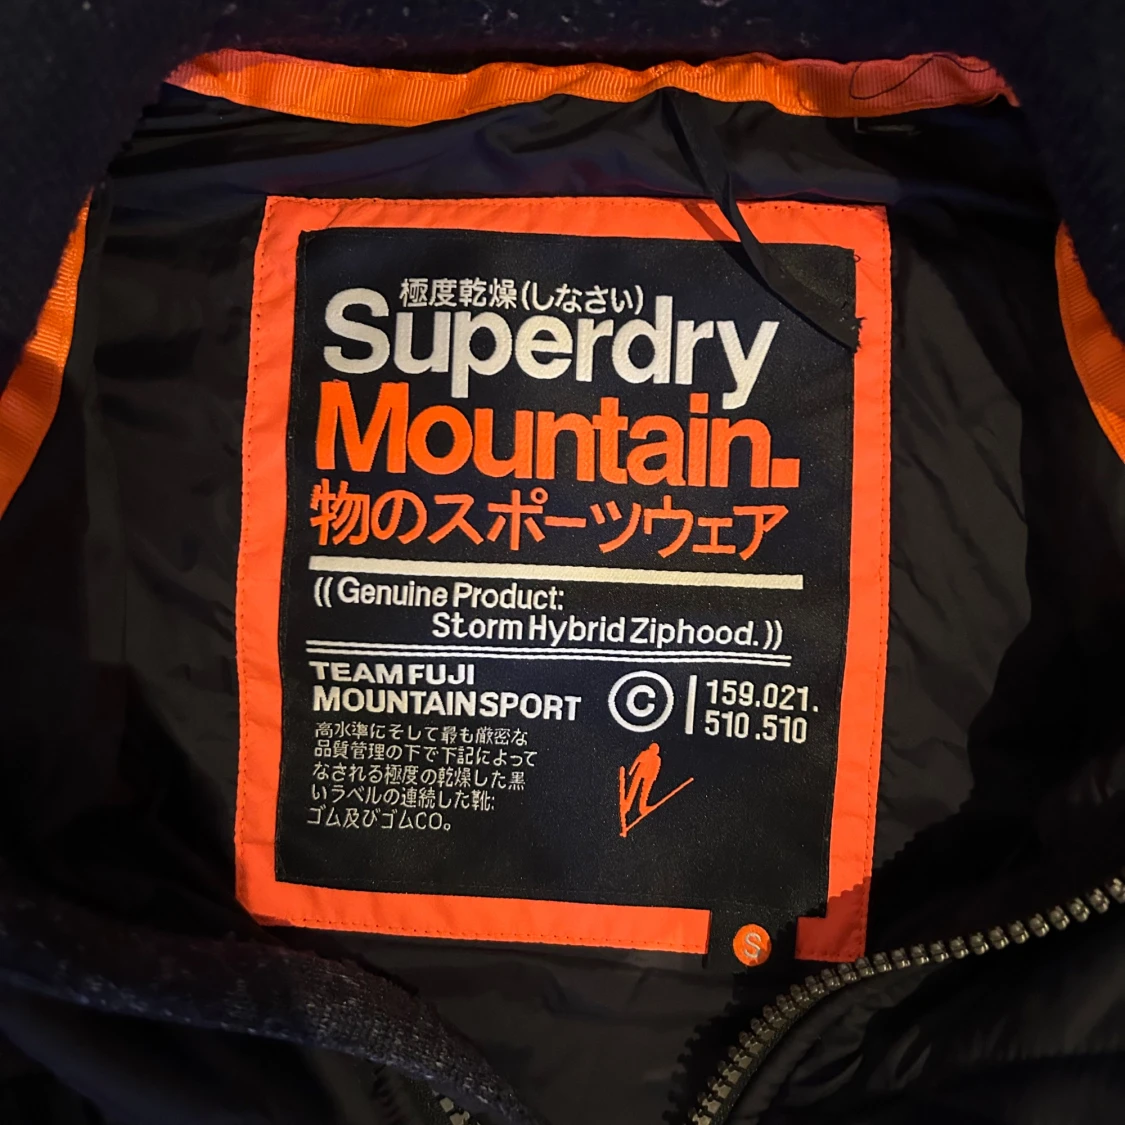 極度乾燥(しなさい)
Superdry
Mountain.
物のスポーツウェア
(( Genuine Product:
Storm Hybrid Ziphood. ))
TEAM FUJI
MOUNTAIN SPORT
© 159.021.
510.510
高水準にそして最も厳密な
品質管理の下で下記によって
なされる極度の乾燥した黒
いラベルの連続した靴:
ゴム及びゴムCO。
S